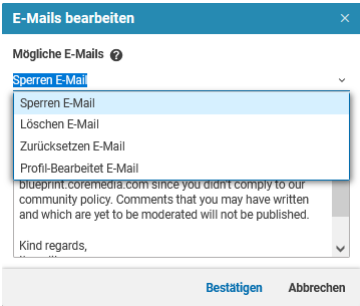 E-Mails bearbeiten
Mögliche E-Mails
Sperren E-Mail
Sperren E-Mail
Löschen E-Mail
Zurücksetzen E-Mail
Profil-Bearbeitet E-Mail
blueprint.coremedia.com since you didn't comply to our
community policy. Comments that you may have written
and which are yet to be moderated will not be published.
Kind regards,
Bestätigen Abbrechen